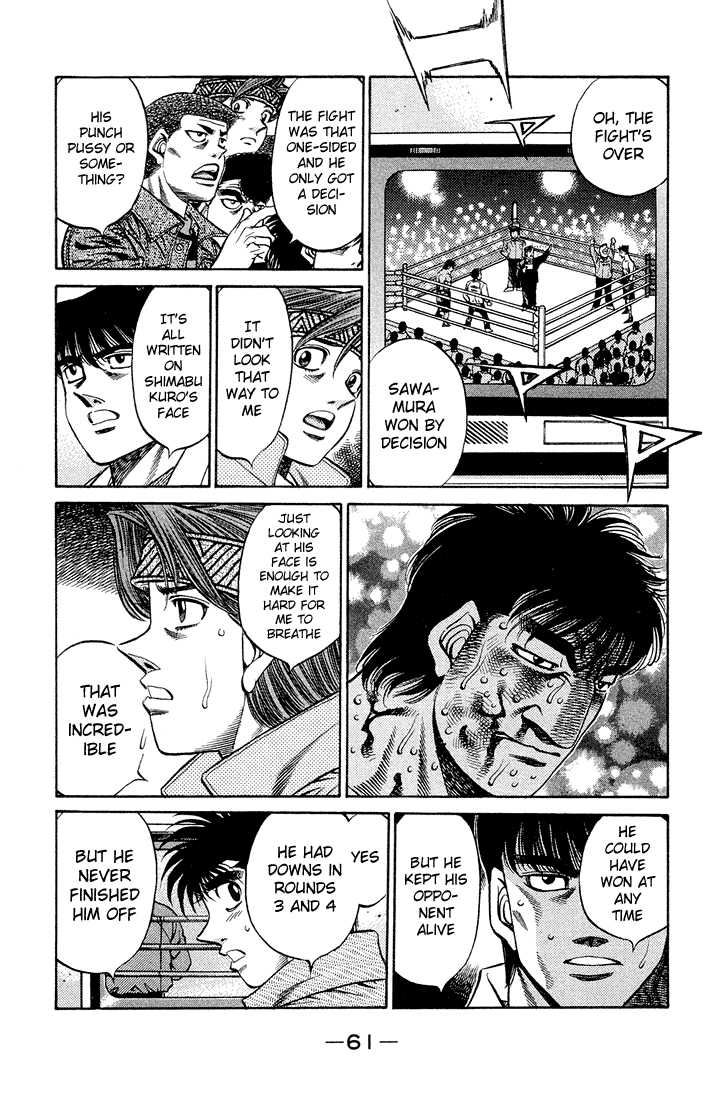 OH, THE
FIGHT'S
OVER
SAWA-
MURA
WON BY
DECISION
THE FIGHT
WAS THAT
ONE-SIDED
AND HE
ONLY GOT
A DECI-
SION
HIS
PUNCH
PUSSY OR
SOME-
THING?
IT
DIDN'T
LOOK
THAT
WAY TO
ME
IT'S
ALL
WRITTEN
ON
SHIMABU
KURO'S
FACE
JUST
LOOKING
AT HIS
FACE IS
ENOUGH TO
MAKE IT
HARD FOR
ME TO
BREATHE
THAT
WAS
INCRED-
IBLE
HE
COULD
HAVE
WON AT
ANY
TIME
BUT HE
KEPT HIS
OPPO-
NENT
ALIVE
YES
HE HAD
DOWNS IN
ROUNDS
3 AND 4
BUT HE
NEVER
FINISHED
HIM OFF
—61—